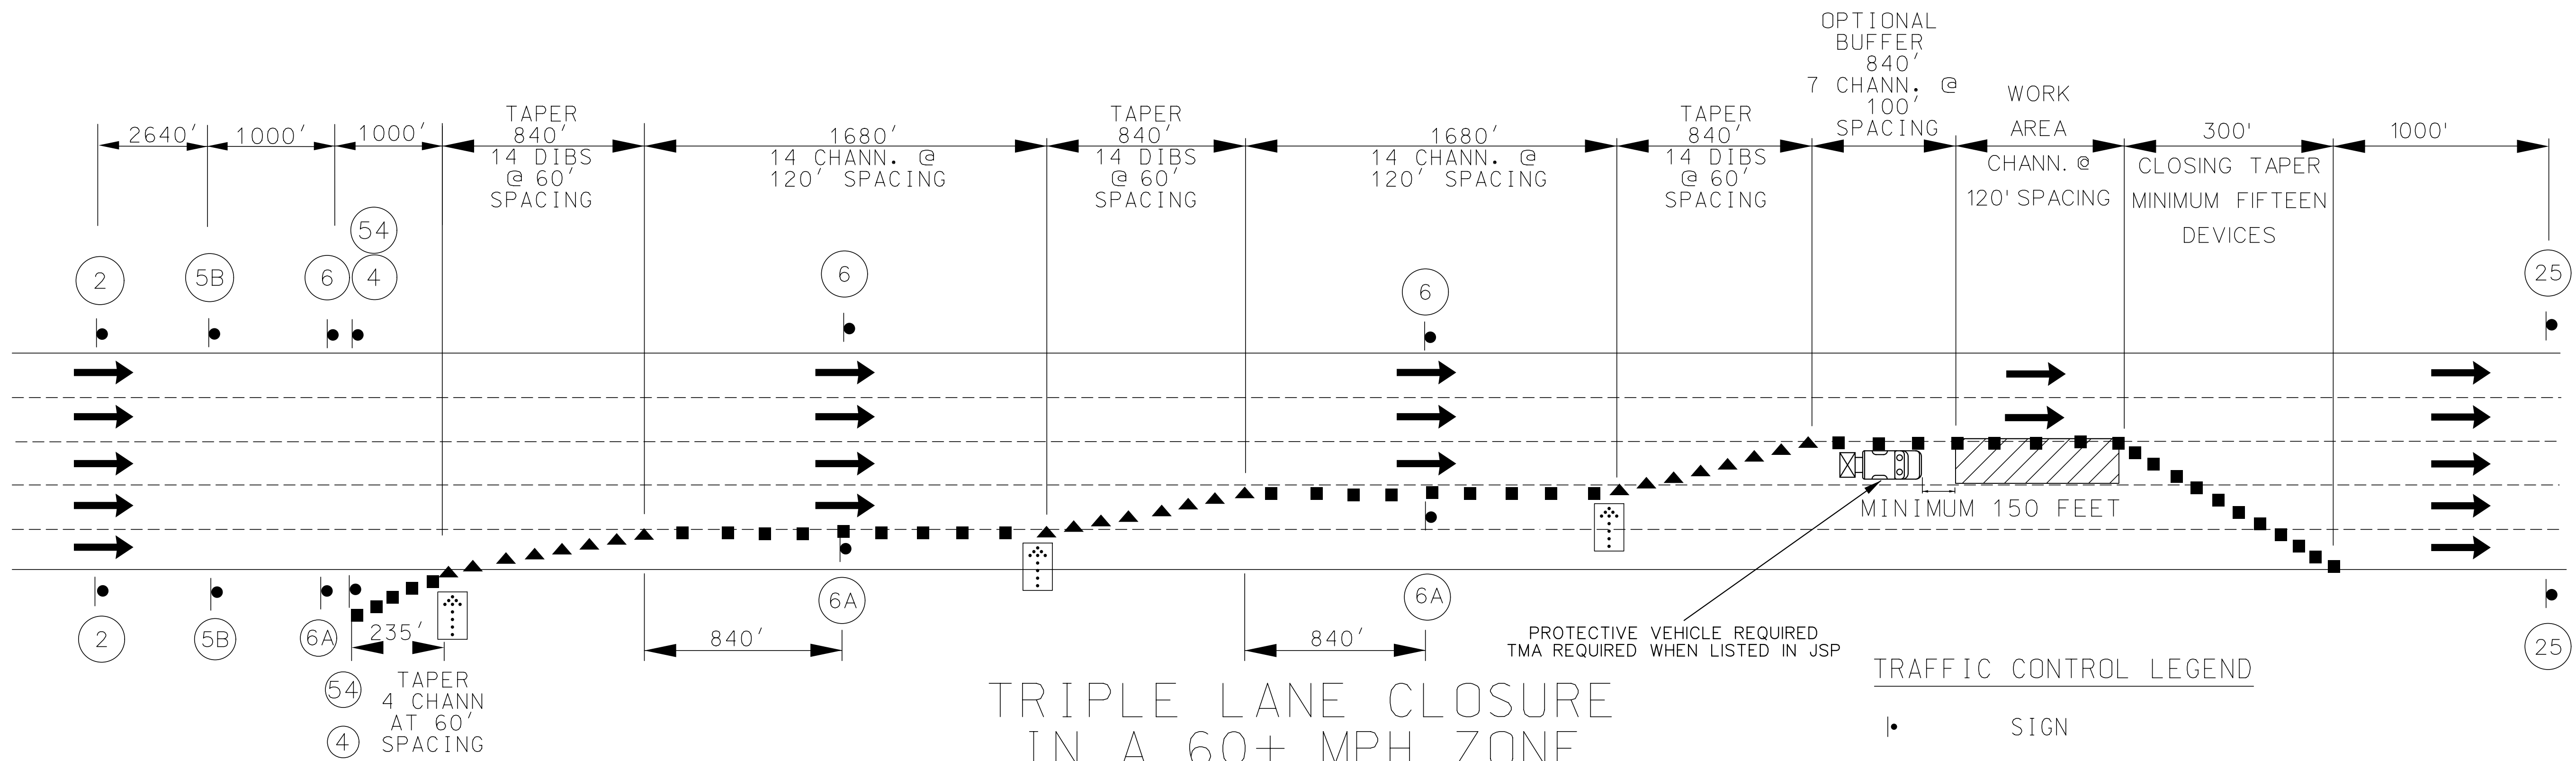 OPTIONAL
BUFFER
840'
7 CHANN. @
100'
SPACING
WORK
AREA
CHANN. @
120' SPACING
2640'
1000'
1000'
TAPER
840'
14 DIBS
@ 60'
SPACING
1680'
14 CHANN. @
120' SPACING
TAPER
840'
14 DIBS
@ 60'
SPACING
1680'
14 CHANN. @
120' SPACING
TAPER
840'
14 DIBS
@ 60'
SPACING
300'
CLOSING TAPER
MINIMUM FIFTEEN
DEVICES
1000'
54
2
5B
6
4
6
6
25
MINIMUM 150 FEET
2
5B
6A
235'
6A
6A
25
840'
840'
54
4
TAPER
4 CHANN
AT 60'
SPACING
PROTECTIVE VEHICLE REQUIRED
TMA REQUIRED WHEN LISTED IN JSP
TRIPLE LANE CLOSURE
IN A 60+ MPH ZONE
TRAFFIC CONTROL LEGEND
SIGN